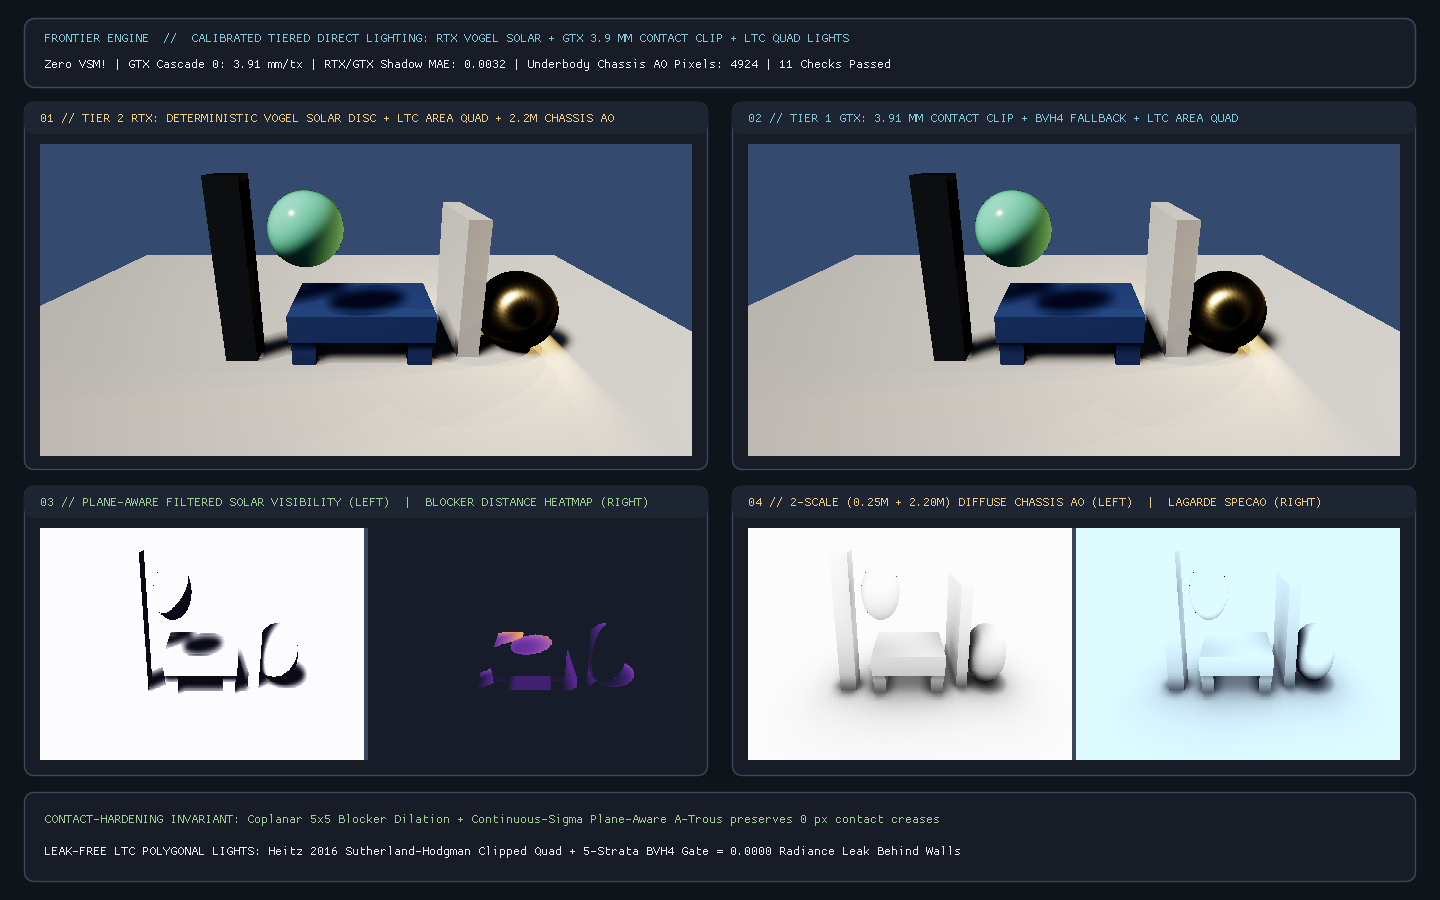 FRONTIER ENGINE // CALIBRATED TIERED DIRECT LIGHTING: RTX VOGEL SOLAR + GTX 3.9 MM CONTACT CLIP + LTC QUAD LIGHTS
Zero VSM! | GTX Cascade 0: 3.91 mm/tx | RTX/GTX Shadow MAE: 0.0032 | Underbody Chassis AO Pixels: 4924 | 11 Checks Passed
01 // TIER 2 RTX: DETERMINISTIC VOGEL SOLAR DISC + LTC AREA QUAD + 2.2M CHASSIS AO
02 // TIER 1 GTX: 3.91 MM CONTACT CLIP + BVH4 FALLBACK + LTC AREA QUAD
03 // PLANE-AWARE FILTERED SOLAR VISIBILITY (LEFT) | BLOCKER DISTANCE HEATMAP (RIGHT)
04 // 2-SCALE (0.25M + 2.20M) DIFFUSE CHASSIS AO (LEFT) | LAGARDE SPECAO (RIGHT)
CONTACT-HARDENING INVARIANT: Coplanar 5x5 Blocker Dilation + Continuous-Sigma Plane-Aware A-Trous preserves 0 px contact creases
LEAK-FREE LTC POLYGONAL LIGHTS: Heitz 2016 Sutherland-Hodgman Clipped Quad + 5-Strata BVH4 Gate = 0.0000 Radiance Leak Behind Walls